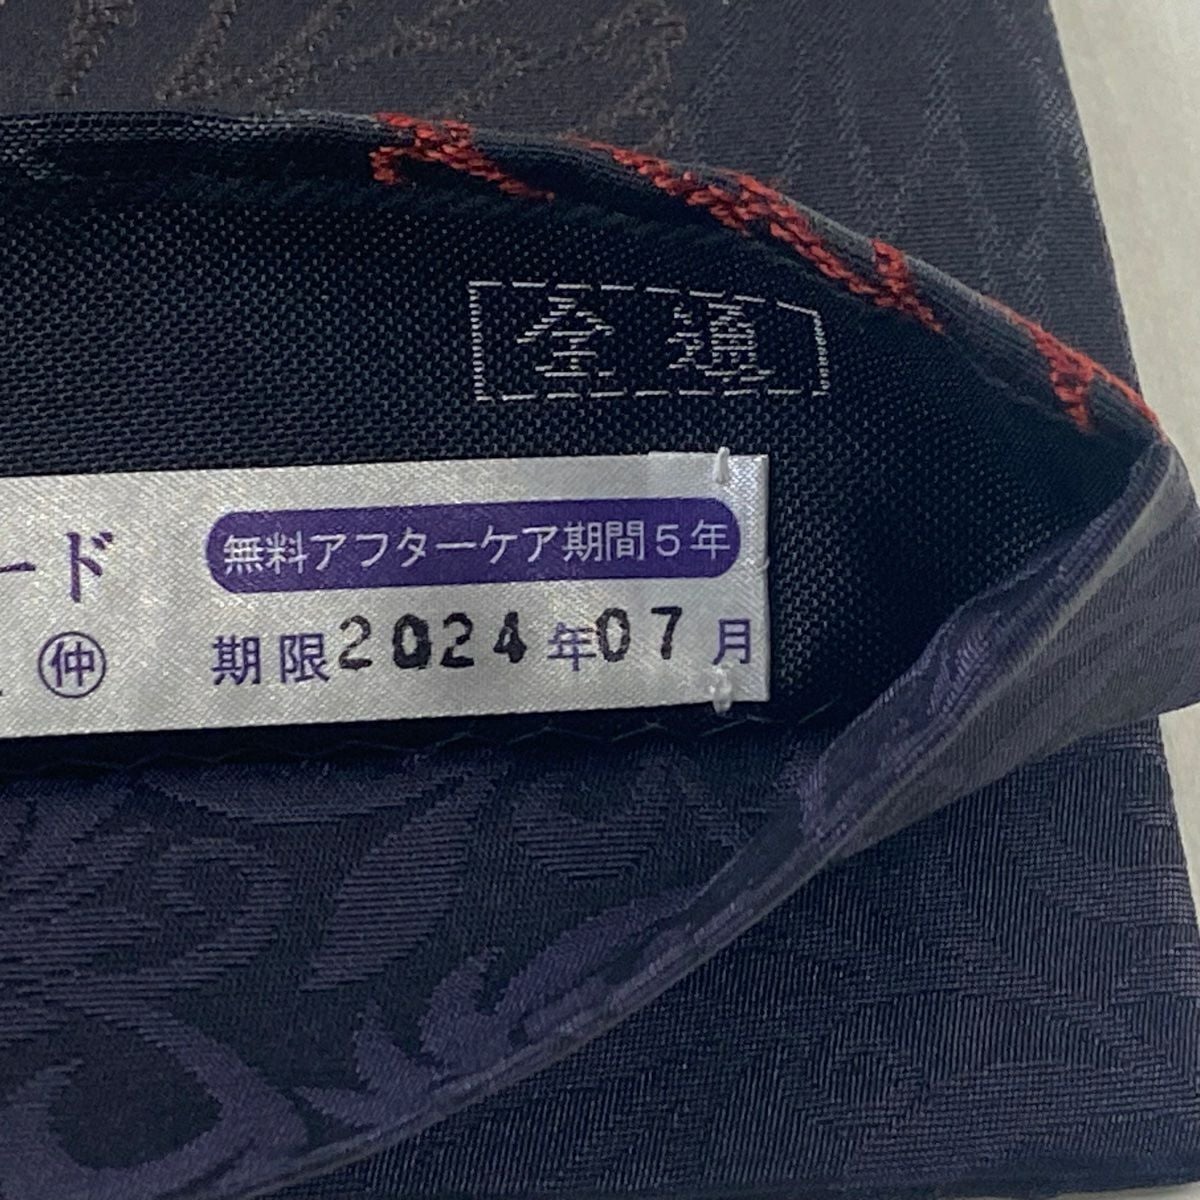 全通
ード
無料アフターケア期間5年
㊥ 期限2024年07月